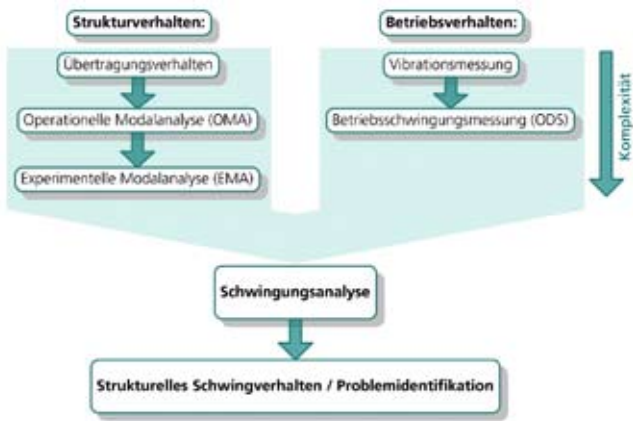 Strukturverhalten:
Betriebsverhalten:
Übertragungsverhalten
Vibrationsmessung
Operationelle Modalanalyse (OMA)
Betriebsschwingungsmessung (ODS)
Experimentelle Modalanalyse (EMA)
Komplexität
Schwingungsanalyse
Strukturelles Schwingverhalten / Problemidentifikation